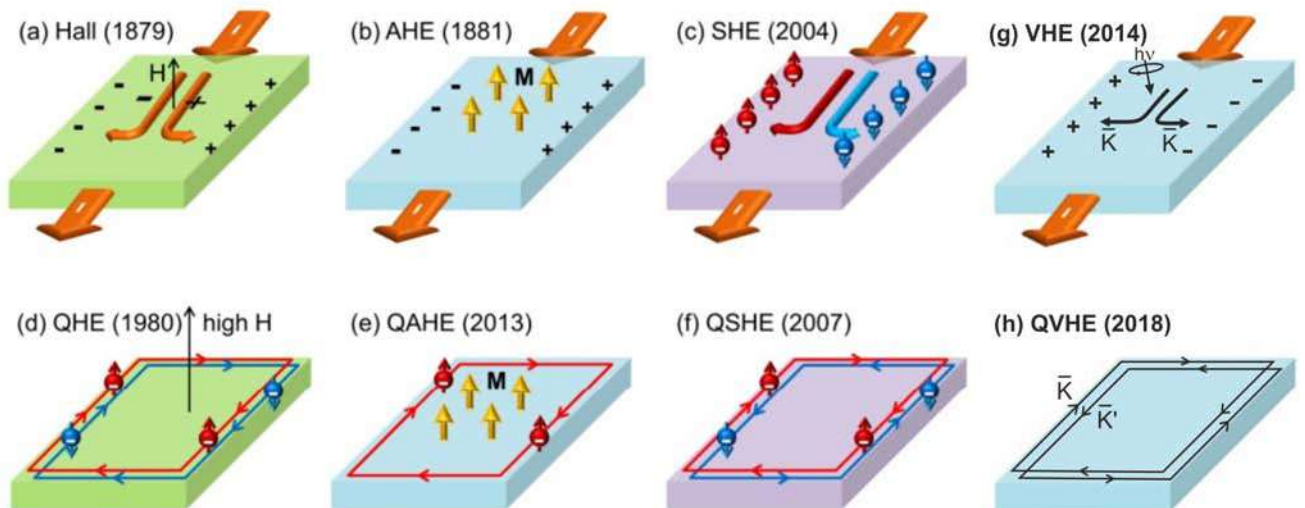 (a) Hall (1879)
(b) AHE (1881)
(c) SHE (2004)
(g) VHE (2014)
H
M
hν
- - - - -
+ + + + +
- - - -
+ + +
+ + +
- - -
K̅
K̅
(d) QHE (1980)
high H
(e) QAHE (2013)
(f) QSHE (2007)
(h) QVHE (2018)
M
K̅
K̅'